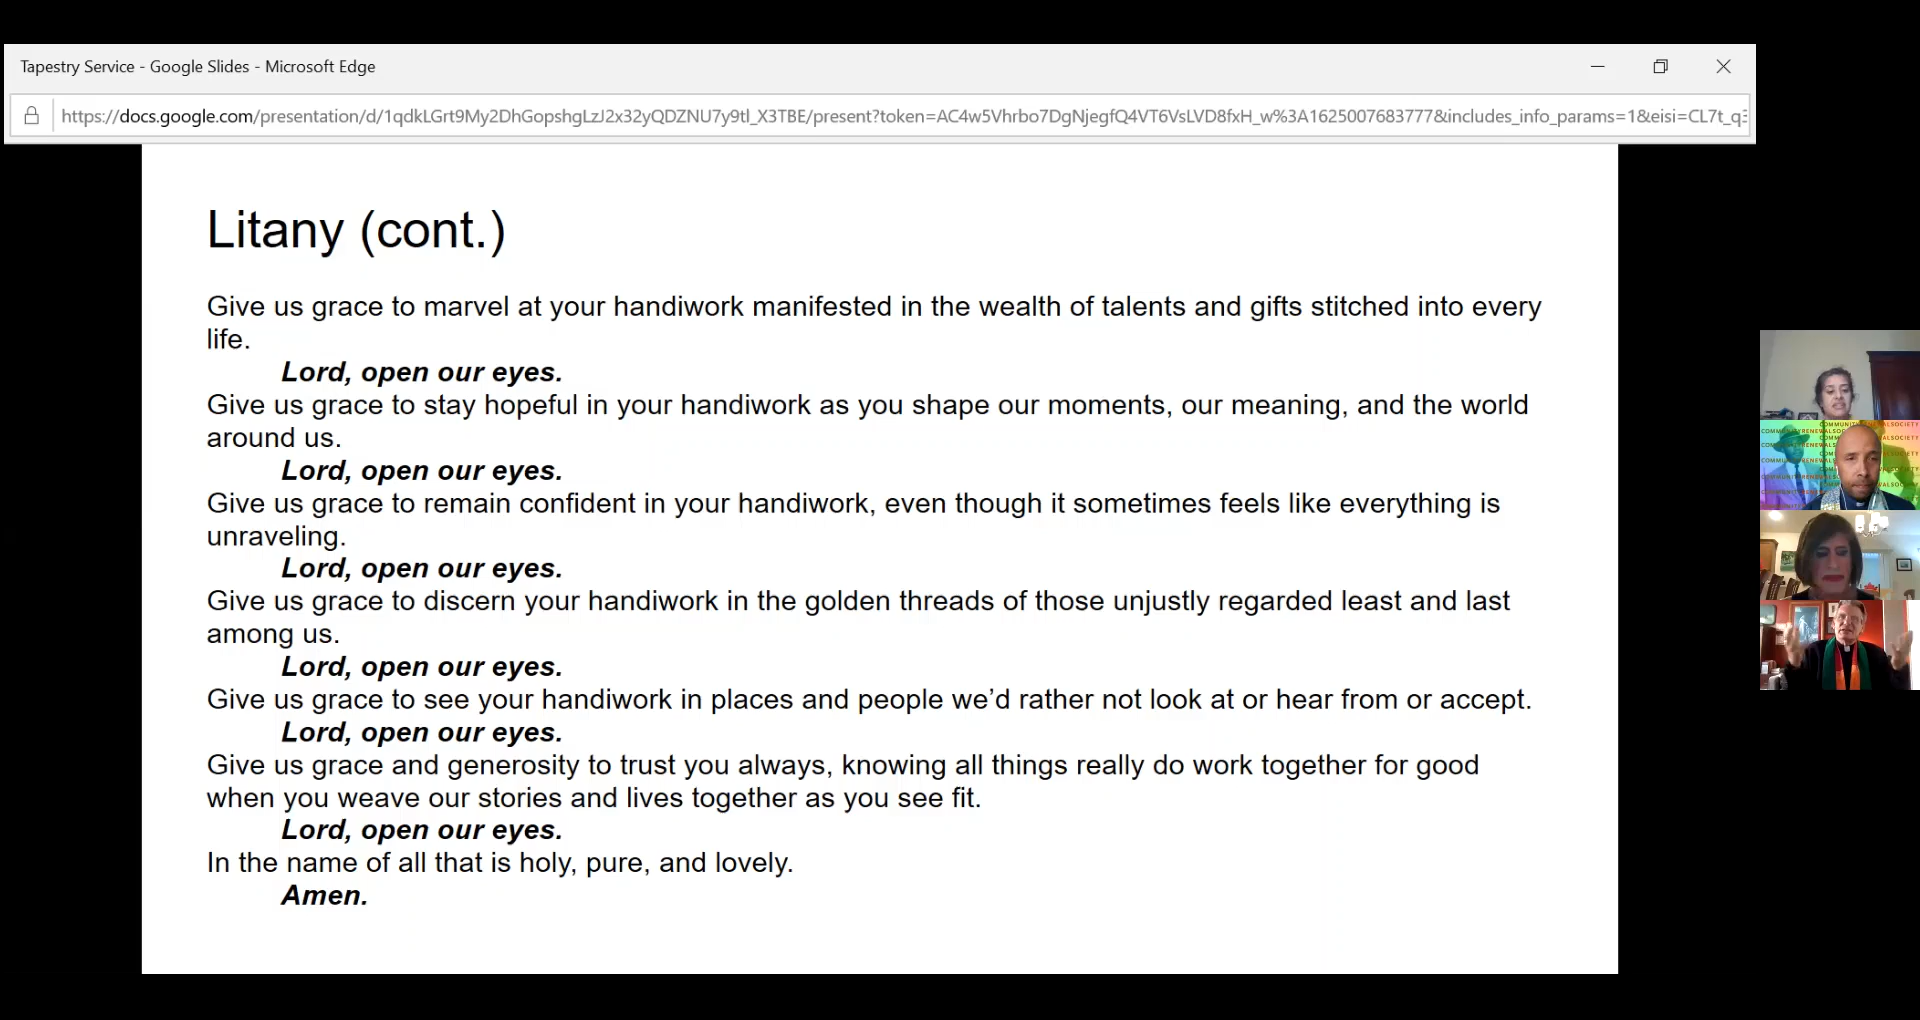 Tapestry Service - Google Slides - Microsoft Edge
https://docs.google.com/presentation/d/1qdkLGrt9My2DhGopshgLzJ2x32yQDZNU7y9tl_X3TBE/present?token=AC4w5Vhrbo7DgNjegfQ4VT6VsLVD8fxH_w%3A1625007683777&includes_info_params=1&eisi=CL7t_q
Litany (cont.)
Give us grace to marvel at your handiwork manifested in the wealth of talents and gifts stitched into every
life.
Lord, open our eyes.
Give us grace to stay hopeful in your handiwork as you shape our moments, our meaning, and the world
around us.
Lord, open our eyes.
Give us grace to remain confident in your handiwork, even though it sometimes feels like everything is
unraveling.
Lord, open our eyes.
Give us grace to discern your handiwork in the golden threads of those unjustly regarded least and last
among us.
Lord, open our eyes.
Give us grace to see your handiwork in places and people we’d rather not look at or hear from or accept.
Lord, open our eyes.
Give us grace and generosity to trust you always, knowing all things really do work together for good
when you weave our stories and lives together as you see fit.
Lord, open our eyes.
In the name of all that is holy, pure, and lovely.
Amen.